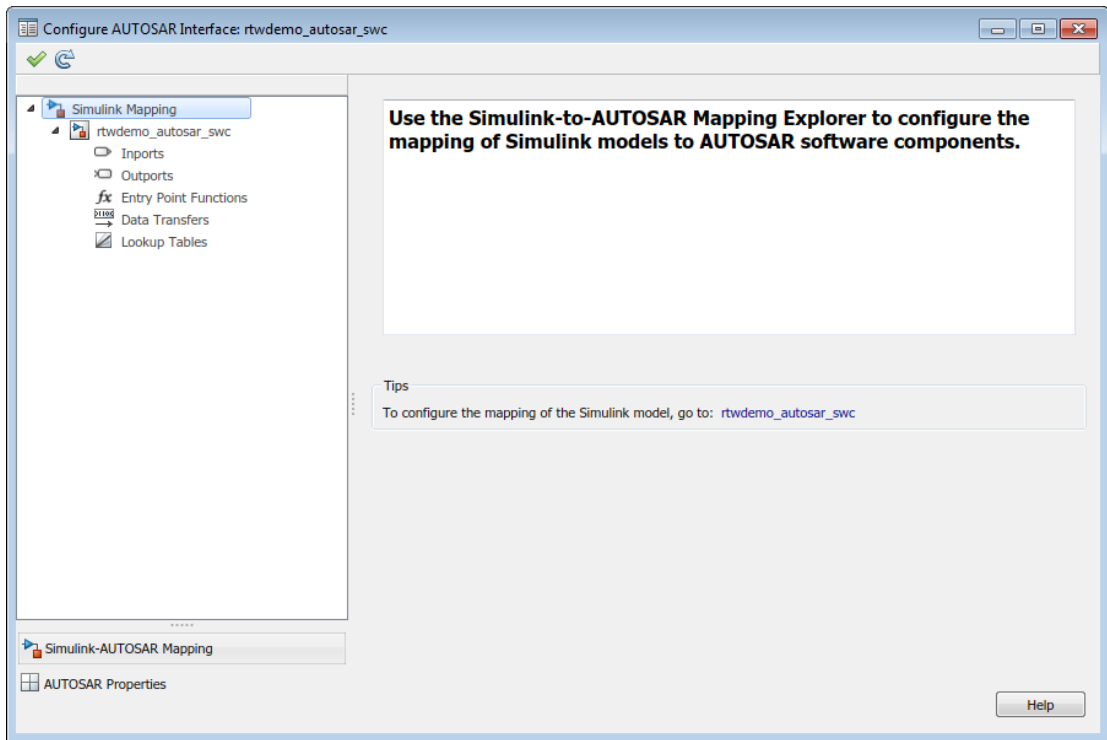 Configure AUTOSAR Interface: rtwdemo_autosar_swc
Simulink Mapping
rtwdemo_autosar_swc
Inports
Outports
fx Entry Point Functions
Data Transfers
Lookup Tables
Use the Simulink-to-AUTOSAR Mapping Explorer to configure the
mapping of Simulink models to AUTOSAR software components.
Tips
To configure the mapping of the Simulink model, go to: rtwdemo_autosar_swc
Simulink-AUTOSAR Mapping
AUTOSAR Properties
Help